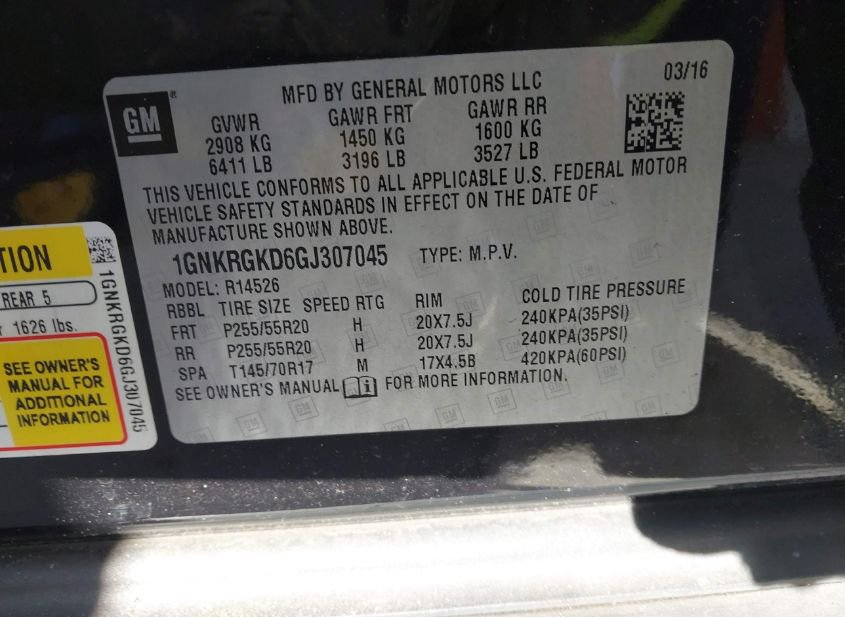 MFD BY GENERAL MOTORS LLC
03/16
GM
GVWR GAWR FRT GAWR RR
2908 KG 1450 KG 1600 KG
6411 LB 3196 LB 3527 LB
THIS VEHICLE CONFORMS TO ALL APPLICABLE U.S. FEDERAL MOTOR
VEHICLE SAFETY STANDARDS IN EFFECT ON THE DATE OF
MANUFACTURE SHOWN ABOVE.
1GNKRGKD6GJ307045 TYPE: M.P.V.
MODEL: R14526
RBBL TIRE SIZE SPEED RTG RIM COLD TIRE PRESSURE
FRT P255/55R20 H 20X7.5J 240KPA(35PSI)
RR P255/55R20 H 20X7.5J 240KPA(35PSI)
SPA T145/70R17 M 17X4.5B 420KPA(60PSI)
SEE OWNER'S MANUAL FOR MORE INFORMATION.
REAR 5
1626 lbs.
SEE OWNER'S
MANUAL FOR
ADDITIONAL
INFORMATION
1GNKRGKD6GJ307045